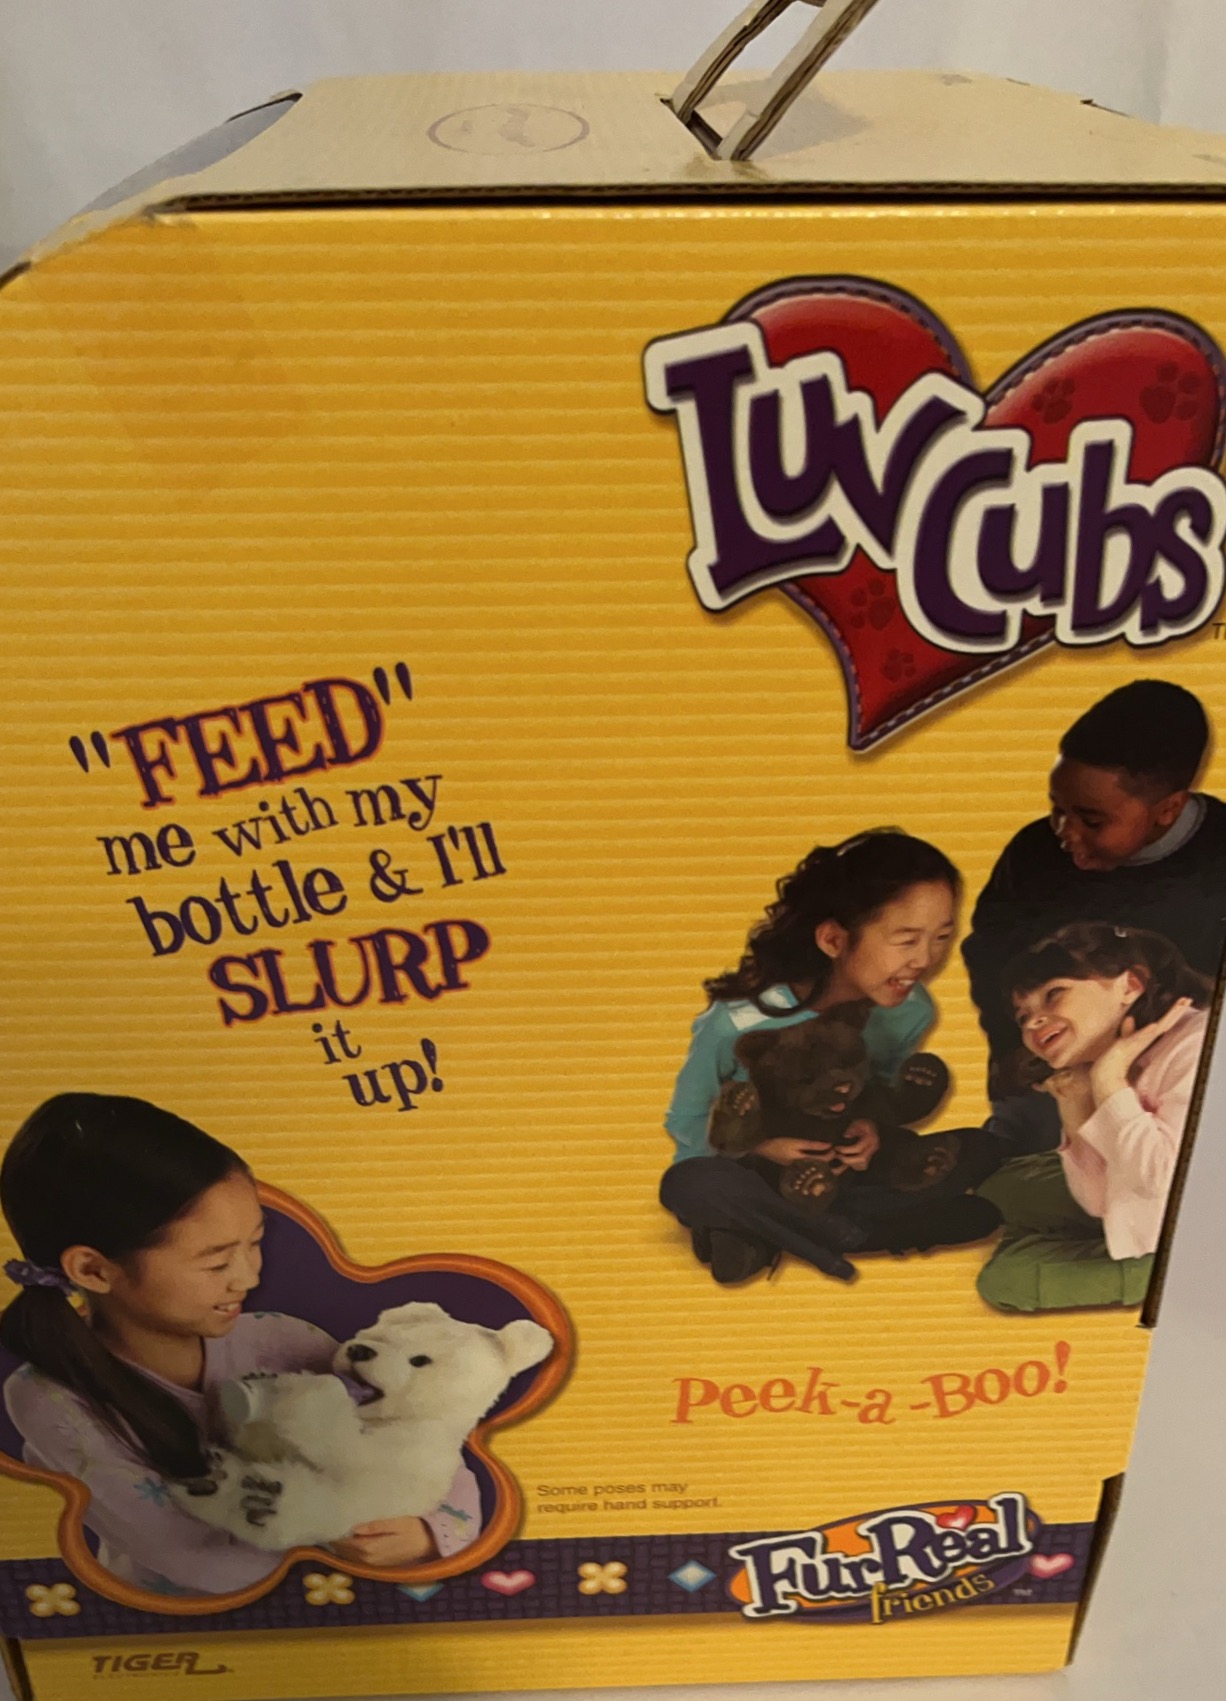 Luv Cubs
TM
"FEED"
me with my
bottle & I'll
SLURP
it
up!
Peek-a-Boo!
Some poses may
require hand support.
FurReal
friends TM
TIGER
ELECTRONICS